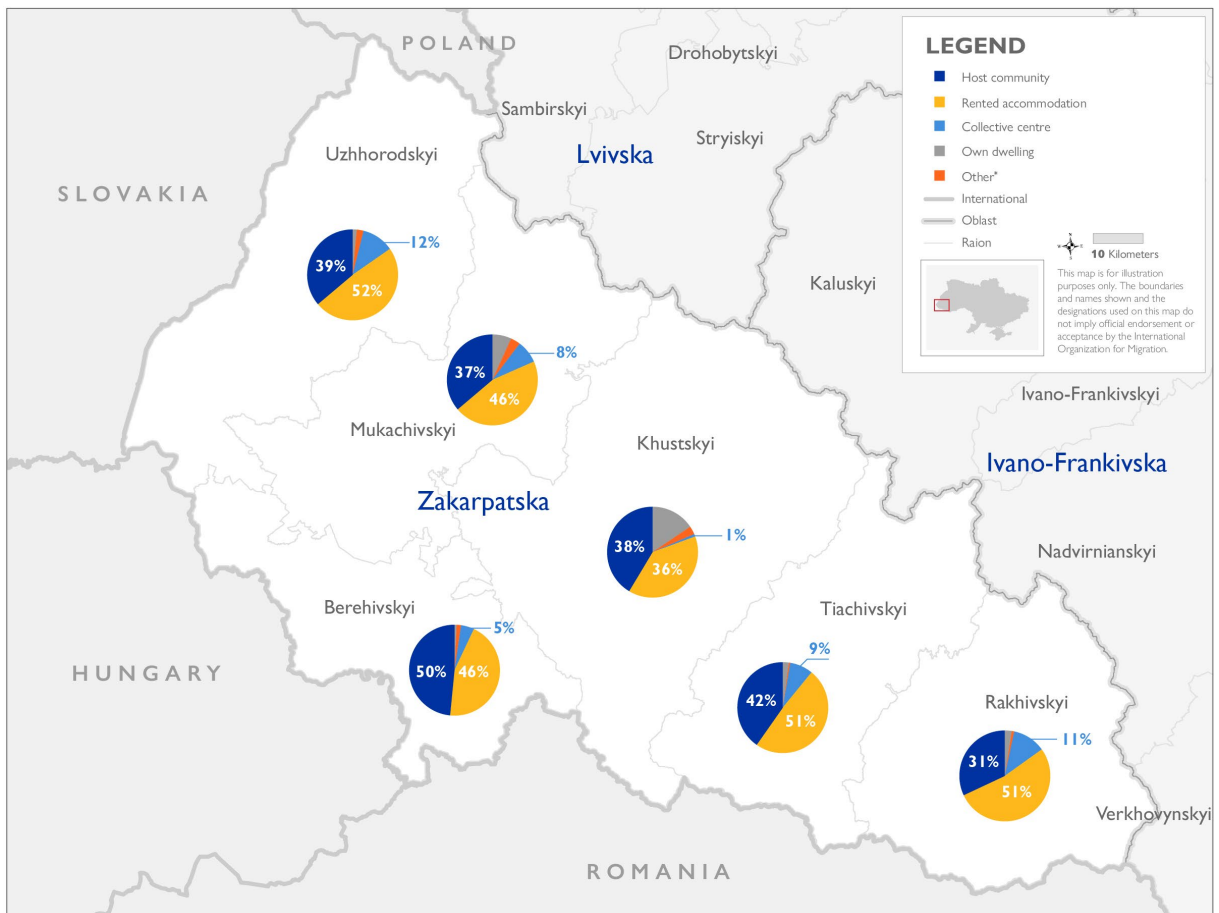 POLAND
Drohobytskyi
Sambirskyi
Stryiskyi
Lvivska
Uzhhorodskyi
SLOVAKIA
12%
39%
52%
Kaluskyi
8%
37%
46%
Mukachivskyi
Khustskyi
Zakarpatska
Ivano-Frankivskyi
Ivano-Frankivska
1%
38%
36%
Nadvirnianskyi
Berehivskyi
Tiachivskyi
5%
50%
46%
HUNGARY
9%
42%
51%
Rakhivskyi
11%
31%
51%
Verkhovynskyi
ROMANIA
LEGEND
Host community
Rented accommodation
Collective centre
Own dwelling
Other*
International
Oblast
Raion
N
W
E
S
10 Kilometers
This map is for illustration
purposes only. The boundaries
and names shown and the
designations used on this map do
not imply official endorsement or
acceptance by the International
Organization for Migration.